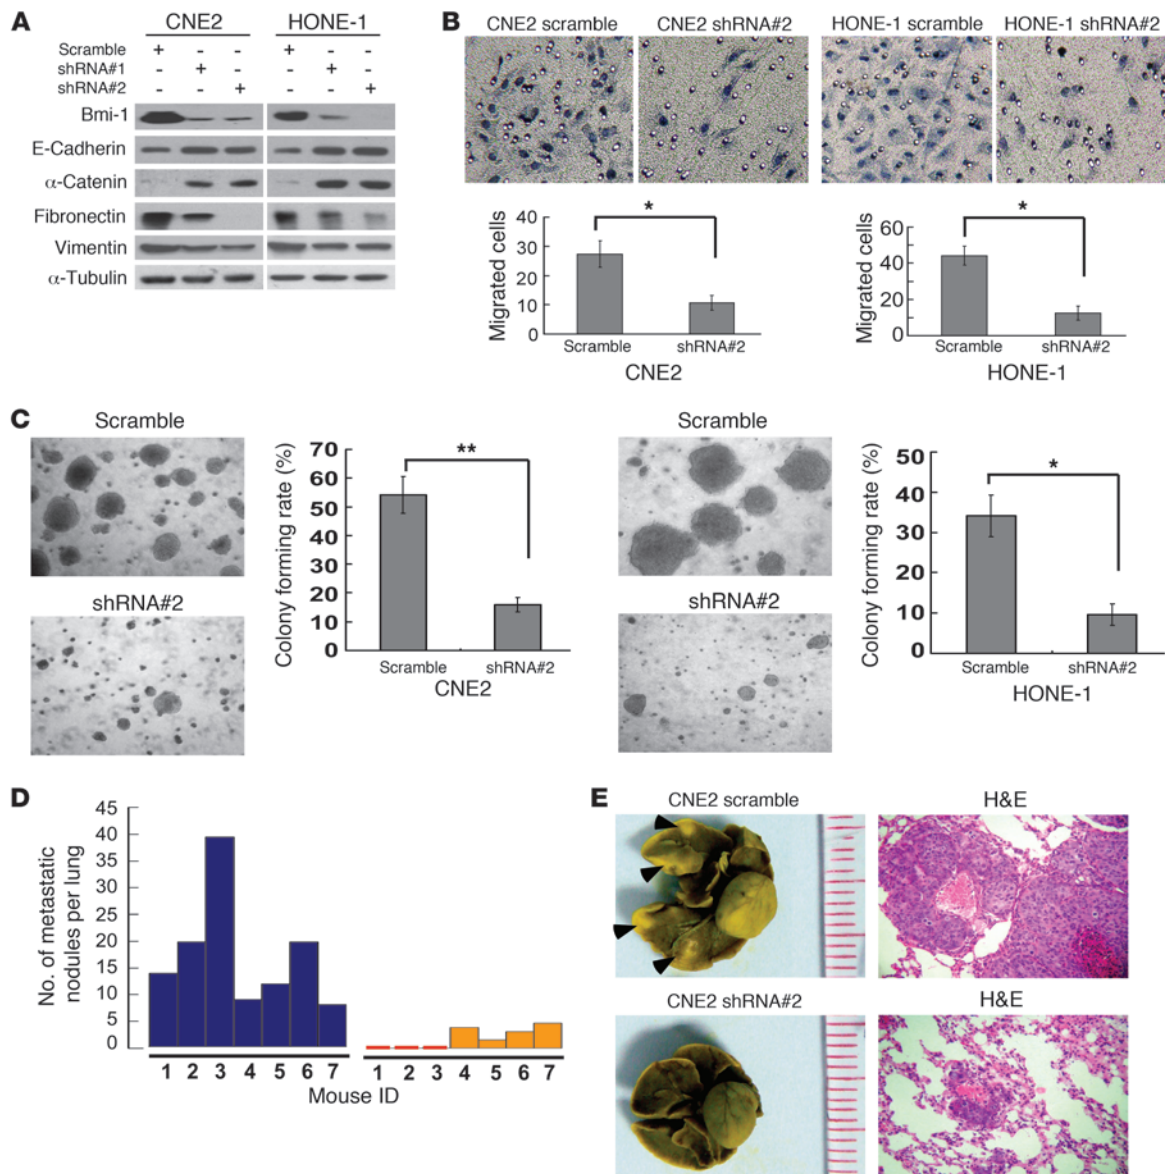 A
CNE2 HONE-1
Scramble + - - + - -
shRNA#1 - + - - + -
shRNA#2 - - + - - +
Bmi-1
E-Cadherin
α-Catenin
Fibronectin
Vimentin
α-Tubulin
B
CNE2 scramble CNE2 shRNA#2 HONE-1 scramble HONE-1 shRNA#2
Migrated cells
40
30
20
10
0
*
Scramble shRNA#2
CNE2
Migrated cells
60
40
20
0
*
Scramble shRNA#2
HONE-1
C
Scramble
shRNA#2
Colony forming rate (%)
70
60
50
40
30
20
10
0
**
Scramble shRNA#2
CNE2
Scramble
shRNA#2
Colony forming rate (%)
50
40
30
20
10
0
*
Scramble shRNA#2
HONE-1
D
No. of metastatic
nodules per lung
45
40
35
30
25
20
15
10
5
0
1 2 3 4 5 6 7 1 2 3 4 5 6 7
Mouse ID
E
CNE2 scramble H&E
CNE2 shRNA#2 H&E